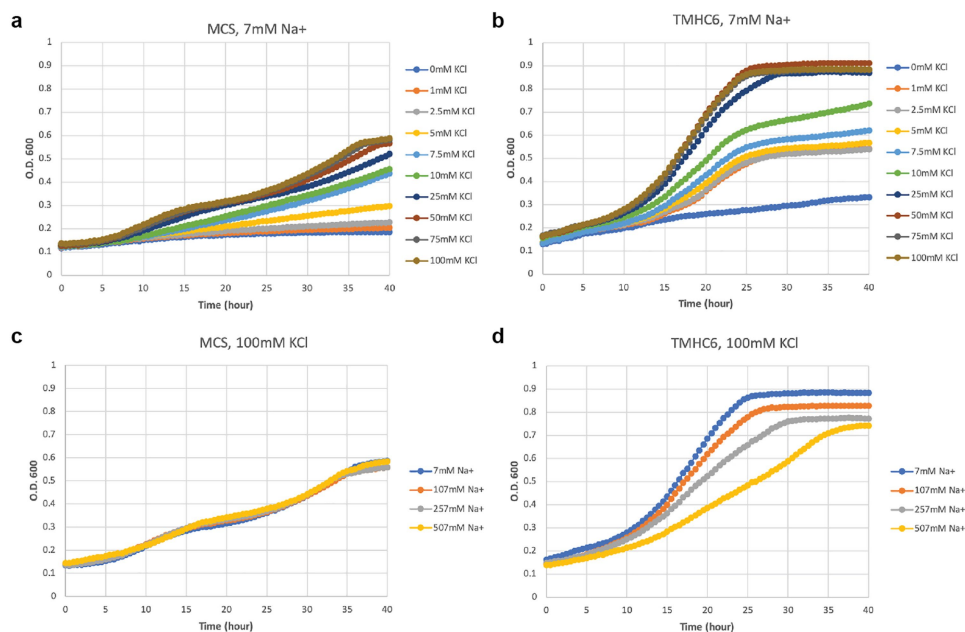 a
MCS, 7mM Na+
1
0.9
0.8
0.7
0.6
0.5
0.4
0.3
0.2
0.1
0
O.D. 600
0 5 10 15 20 25 30 35 40
Time (hour)
0mM KCl
1mM KCl
2.5mM KCl
5mM KCl
7.5mM KCl
10mM KCl
25mM KCl
50mM KCl
75mM KCl
100mM KCl
b
TMHC6, 7mM Na+
1
0.9
0.8
0.7
0.6
0.5
0.4
0.3
0.2
0.1
0
O.D. 600
0 5 10 15 20 25 30 35 40
Time (hour)
0mM KCl
1mM KCl
2.5mM KCl
5mM KCl
7.5mM KCl
10mM KCl
25mM KCl
50mM KCl
75mM KCl
100mM KCl
c
MCS, 100mM KCl
1
0.9
0.8
0.7
0.6
0.5
0.4
0.3
0.2
0.1
0
O.D. 600
0 5 10 15 20 25 30 35 40
Time (hour)
7mM Na+
107mM Na+
257mM Na+
507mM Na+
d
TMHC6, 100mM KCl
1
0.9
0.8
0.7
0.6
0.5
0.4
0.3
0.2
0.1
0
O.D. 600
0 5 10 15 20 25 30 35 40
Time (hour)
7mM Na+
107mM Na+
257mM Na+
507mM Na+